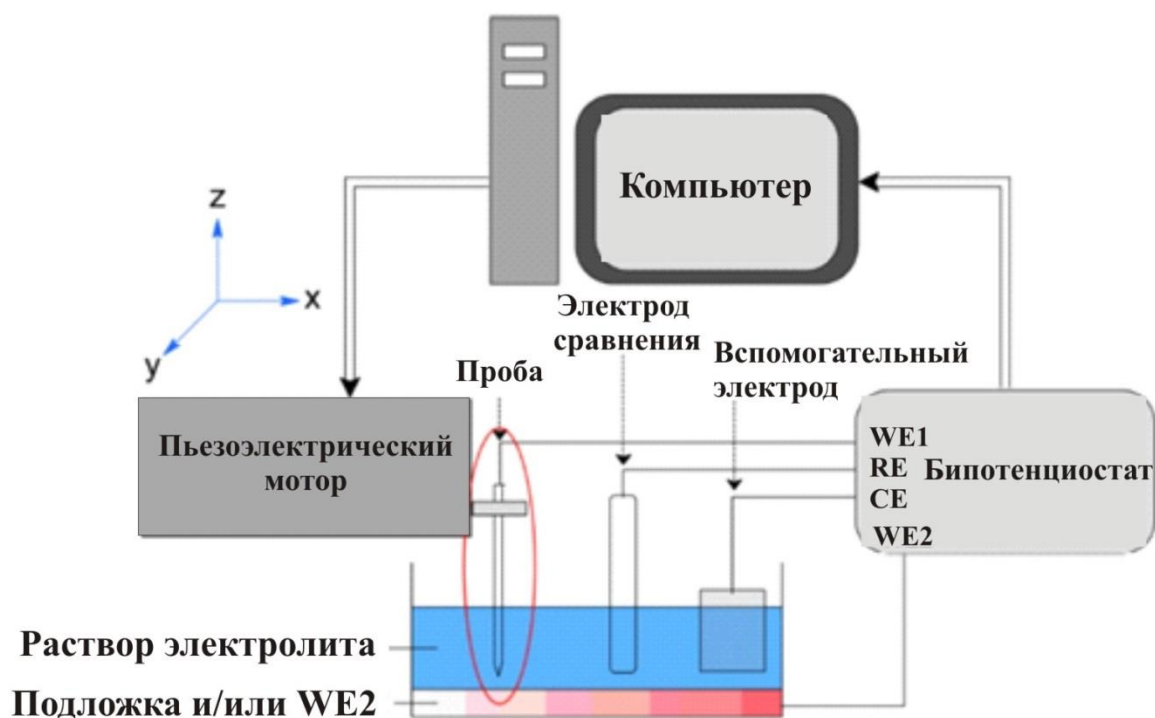 Компьютер
z
x
y
Электрод
сравнения
Вспомогательный
электрод
Проба
Пьезоэлектрический
мотор
WE1
RE
CE
WE2
Бипотенциостат
Раствор электролита
Подложка и/или WE2